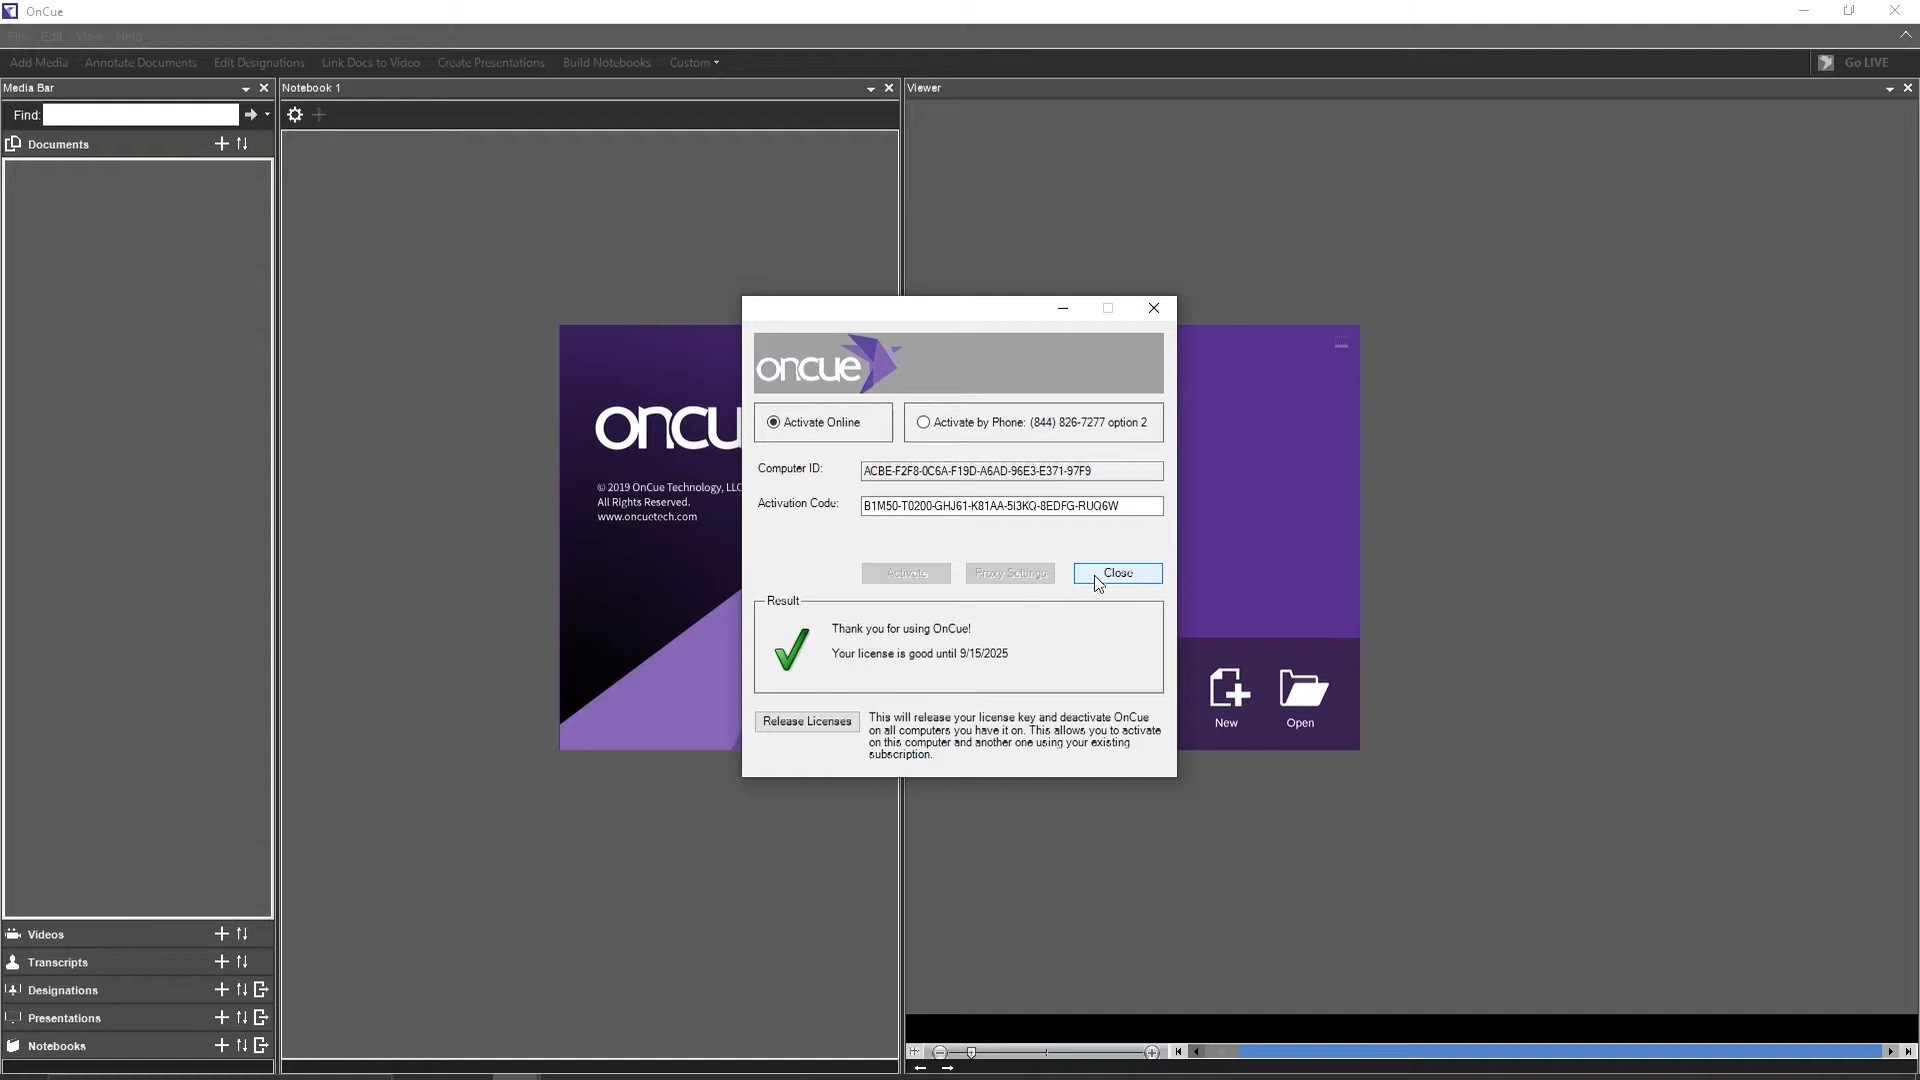 OnCue
File Edit View Help
Add Media Annotate Documents Edit Designations Link Docs to Video Create Presentations Build Notebooks Custom Go LIVE
Media Bar
Notebook 1
Viewer
Find:
Documents
oncue
Activate Online
Activate by Phone: (844) 826-7277 option 2
oncu
© 2019 OnCue Technology, LLC
All Rights Reserved.
www.oncuetech.com
Computer ID: ACBE-F2F8-0C6A-F19D-A6AD-96E3-E371-97F9
Activation Code: B1M50-T0200-GHJ61-K81AA-5I3KQ-8EDFG-RUQ6W
Activate Proxy Settings Close
Result
Thank you for using OnCue!
Your license is good until 9/15/2025
Release Licenses
This will release your license key and deactivate OnCue
on all computers you have it on. This allows you to activate
on this computer and another one using your existing
subscription.
New Open
Videos
Transcripts
Designations
Presentations
Notebooks